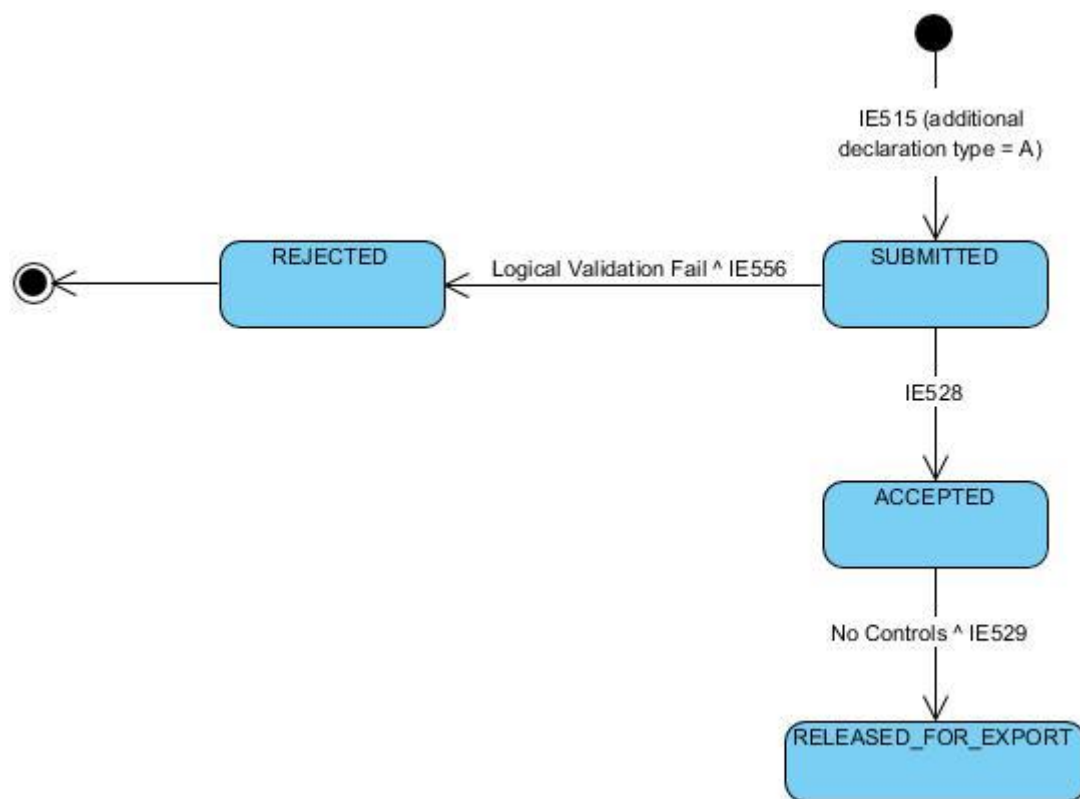 IE515 (additional
declaration type = A)
REJECTED
Logical Validation Fail ^ IE556
SUBMITTED
IE528
ACCEPTED
No Controls ^ IE529
RELEASED_FOR_EXPORT